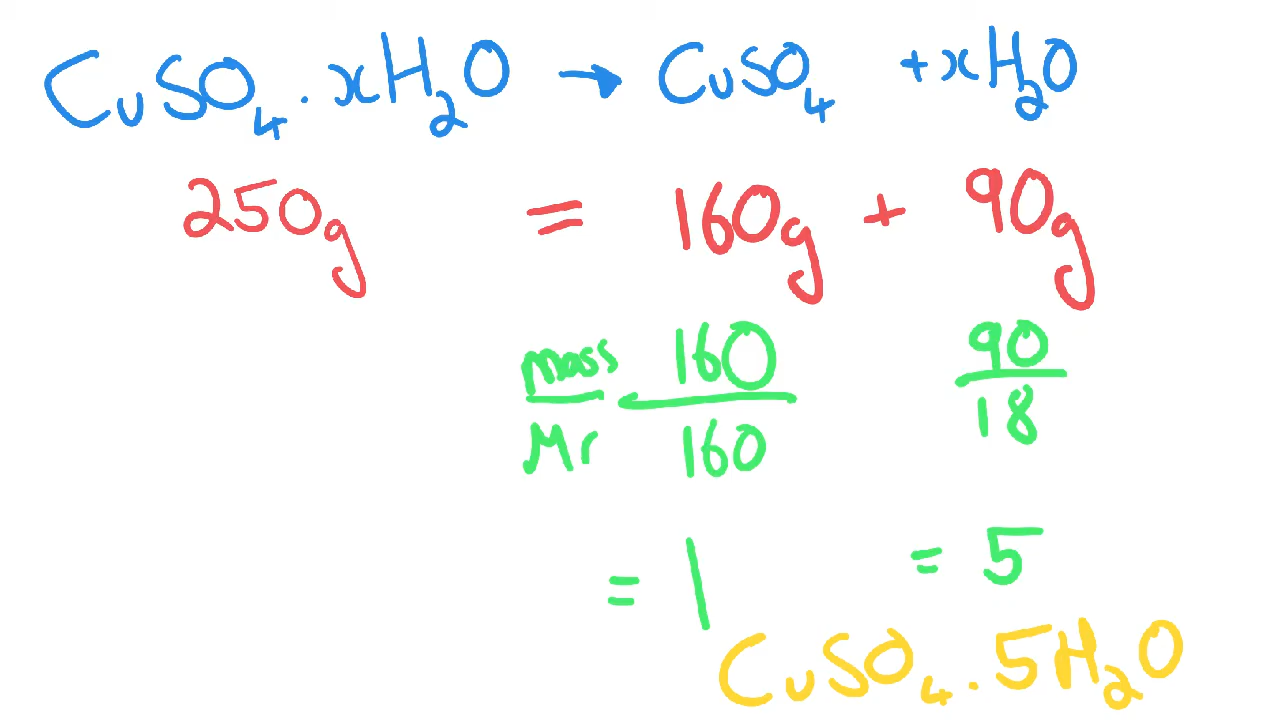 CuSO₄.xH₂O → CuSO₄ +xH₂O
250g = 160g + 90g
mass 160 90
Mr 160 18
= 1 = 5
CuSO₄.5H₂O